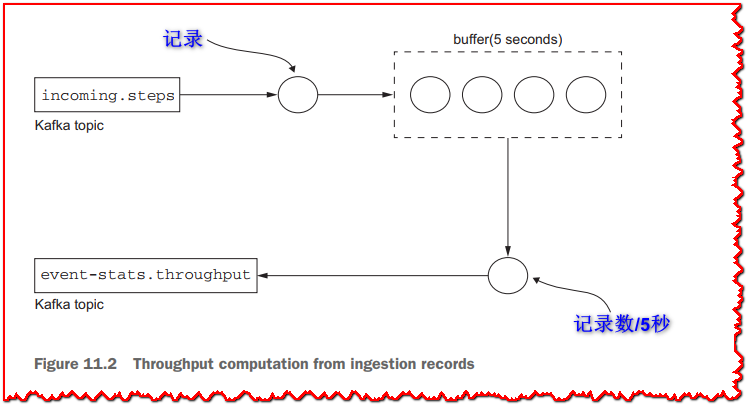 记录
buffer(5 seconds)
incoming.steps
Kafka topic
event-stats.throughput
Kafka topic
记录数/5秒
Figure 11.2 Throughput computation from ingestion records